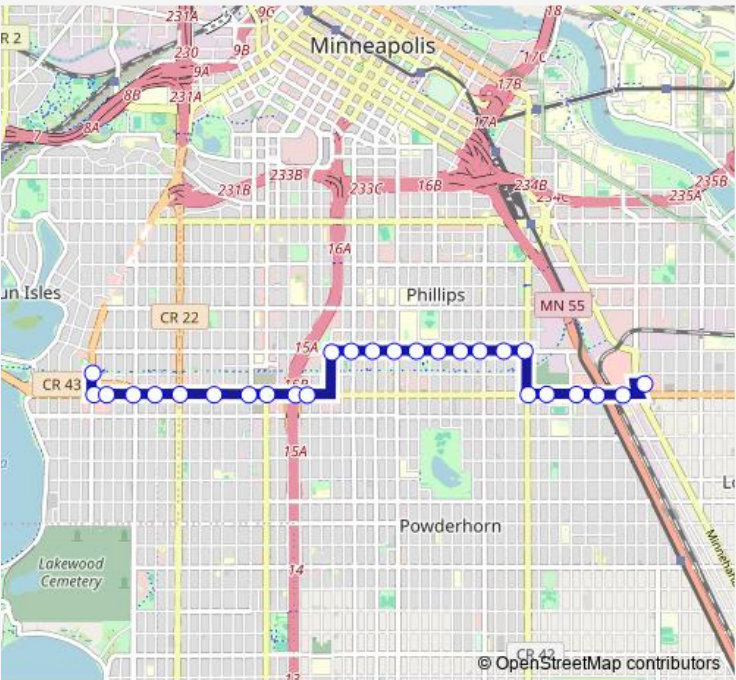 231A
9C
R 2
230
9B
Minneapolis
18
17C
9A
8B
231A
17B
7
8A
17A
233B
231B
233C
16B
234B
234C
235B
235A
16A
un Isles
Phillips
CR 22
MN 55
15A
CR 43
15B
15A
Powderhorn
Lakewood
Cemetery
Minneha
14
CR 42
13
© OpenStreetMap contributors